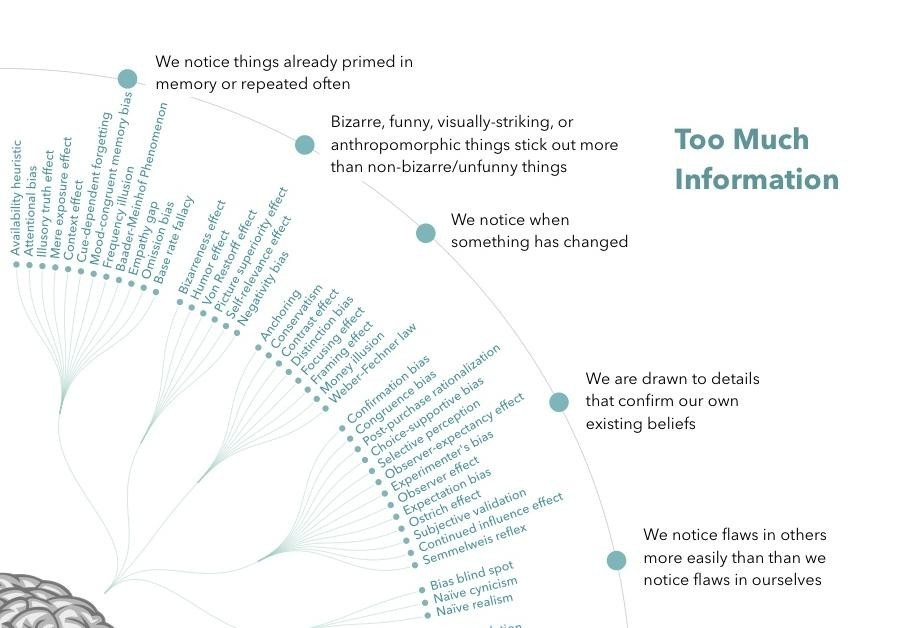 We notice things already primed in
memory or repeated often
Bizarre, funny, visually-striking, or
anthropomorphic things stick out more
than non-bizarre/unfunny things
Too Much
Information
We notice when
something has changed
We are drawn to details
that confirm our own
existing beliefs
We notice flaws in others
more easily than than we
notice flaws in ourselves
Availability heuristic
Attentional bias
Illusory truth effect
Mere exposure effect
Context effect
Cue-dependent forgetting
Mood-congruent memory bias
Frequency illusion
Baader-Meinhof Phenomenon
Empathy gap
Omission bias
Base rate fallacy
Bizarreness effect
Humor effect
Von Restorff effect
Picture superiority effect
Self-relevance effect
Negativity bias
Anchoring
Conservatism
Contrast effect
Distinction bias
Focusing effect
Framing effect
Money illusion
Weber–Fechner law
Confirmation bias
Congruence bias
Post-purchase rationalization
Choice-supportive bias
Selective perception
Observer-expectancy effect
Experimenter's bias
Observer effect
Expectation bias
Ostrich effect
Subjective validation
Continued influence effect
Semmelweis reflex
Bias blind spot
Naïve cynicism
Naïve realism